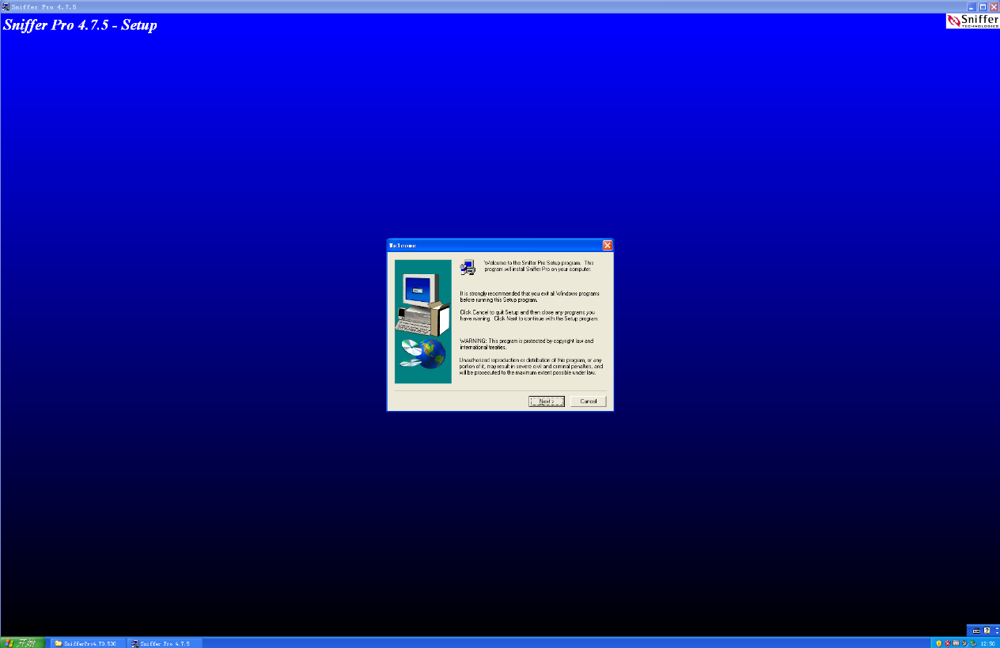 Sniffer Pro 4.7.5
Sniffer Pro 4.7.5 - Setup
Sniffer
TECHNOLOGIES
Welcome
Welcome to the Sniffer Pro Setup program. This
program will install Sniffer Pro on your computer.
It is strongly recommended that you exit all Windows programs
before running this Setup program.
Click Cancel to quit Setup and then close any programs you
have running. Click Next to continue with the Setup program.
WARNING: This program is protected by copyright law and
international treaties.
Unauthorized reproduction or distribution of this program, or any
portion of it, may result in severe civil and criminal penalties, and
will be prosecuted to the maximum extent possible under law.
Next >
Cancel
开始
SnifferPro4.70.530
Sniffer Pro 4.7.5
12:50